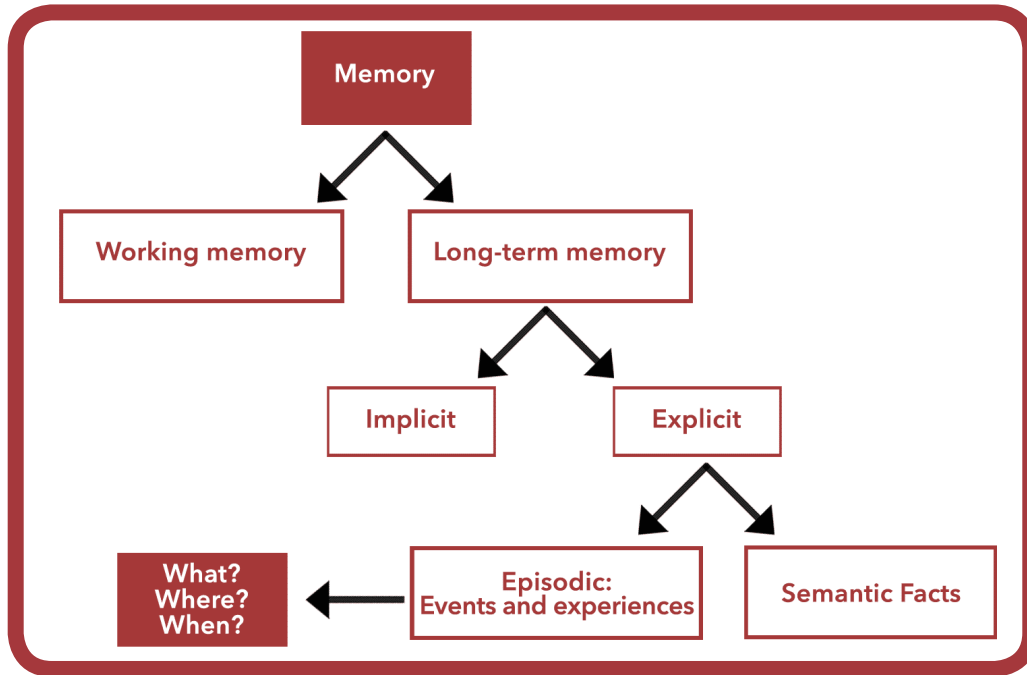 Memory
Working memory
Long-term memory
Implicit
Explicit
What?
Where?
When?
Episodic:
Events and experiences
Semantic Facts